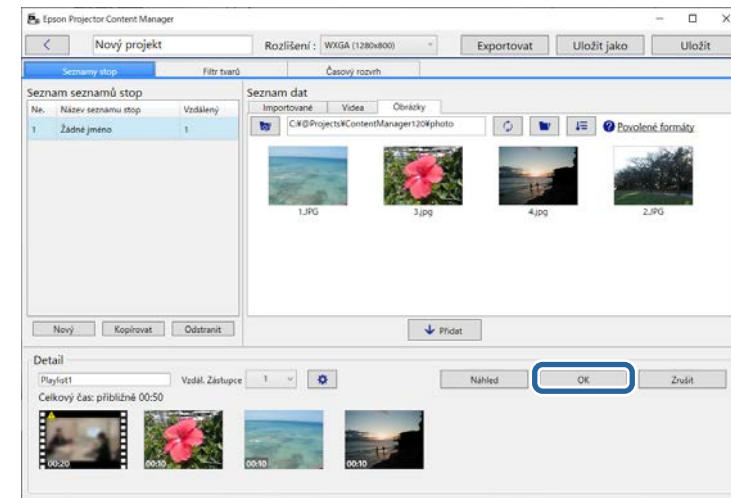 Epson Projector Content Manager
Nový projekt Rozlišení : WXGA (1280x800) Exportovat Uložit jako Uložit
Seznamy stop Filtr tvarů Časový rozvrh
Seznam seznamů stop Seznam dat
Importované Videa Obrázky
Ne. Název seznamu stop Vzdálený
C:¥@Projects¥ContentManager120¥photo Povolené formáty
1 Žádné jméno 1
1.JPG 3.jpg 4.jpg 2.JPG
Nový Kopírovat Odstranit Přidat
Detail
Playlist1 Vzdál. Zástupce 1 Náhled OK Zrušit
Celkový čas: přibližně 00:50
00:20 00:10 00:10 00:10